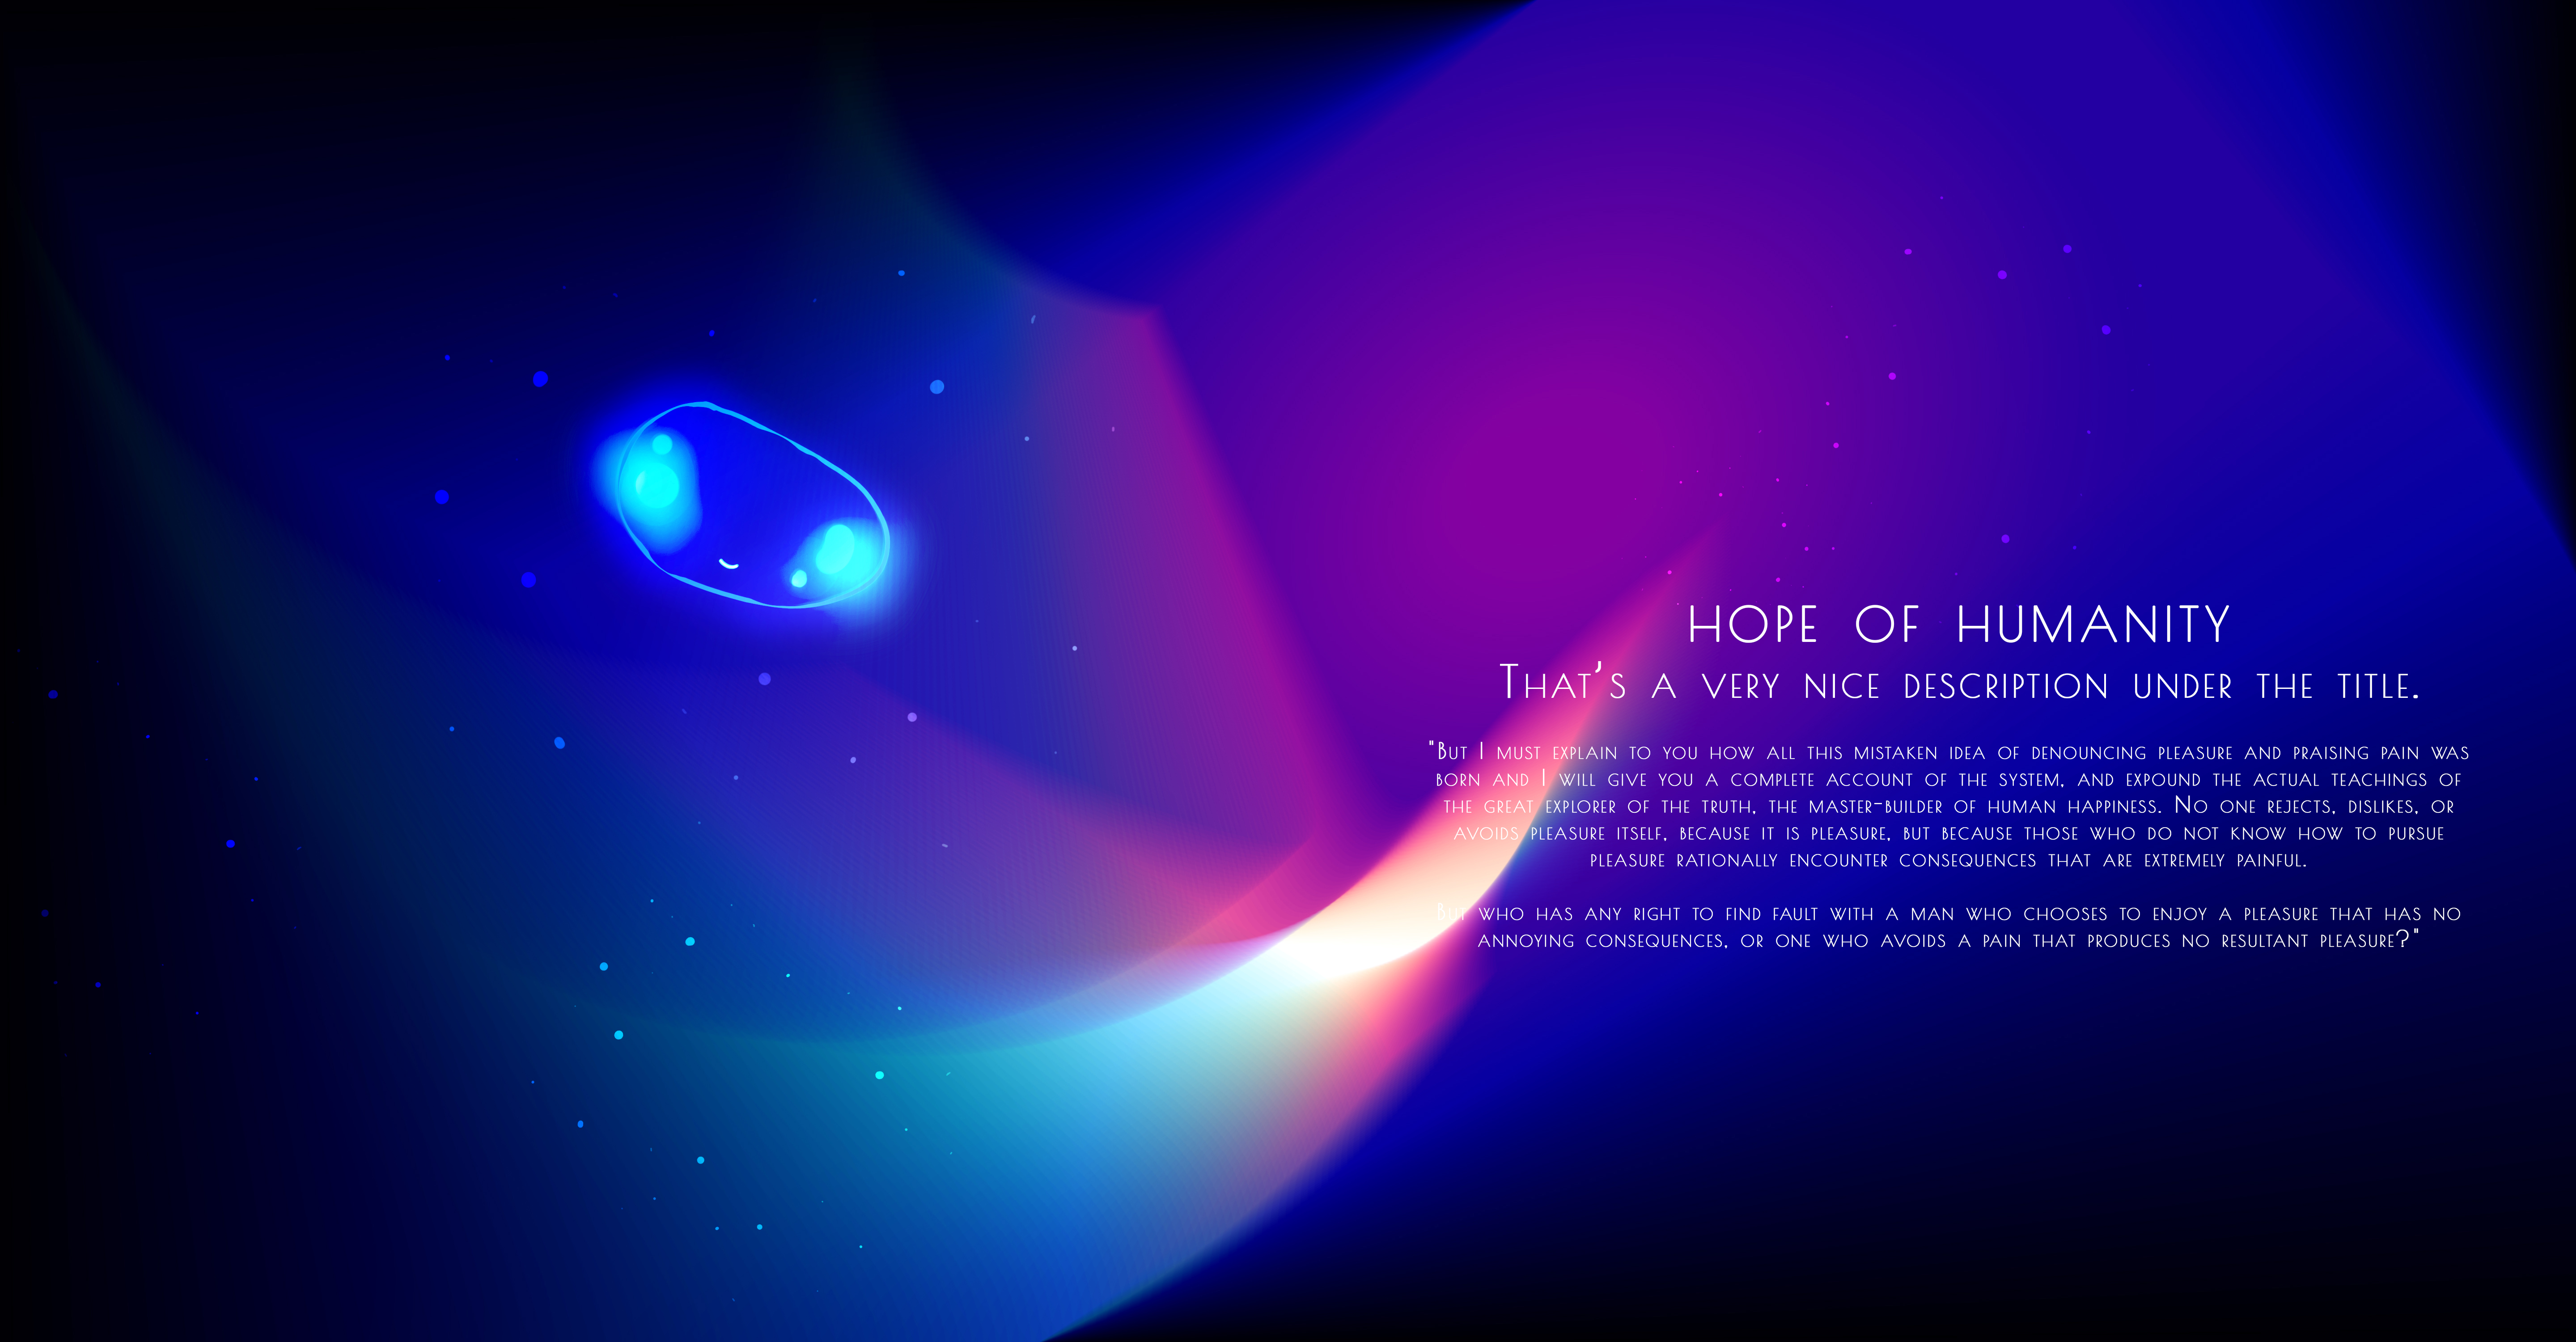 HOPE OF HUMANITY
That's a very nice description under the title.
"But I must explain to you how all this mistaken idea of denouncing pleasure and praising pain was
born and I will give you a complete account of the system, and expound the actual teachings of
the great explorer of the truth, the master-builder of human happiness. No one rejects, dislikes, or
avoids pleasure itself, because it is pleasure, but because those who do not know how to pursue
pleasure rationally encounter consequences that are extremely painful.
But who has any right to find fault with a man who chooses to enjoy a pleasure that has no
annoying consequences, or one who avoids a pain that produces no resultant pleasure?"